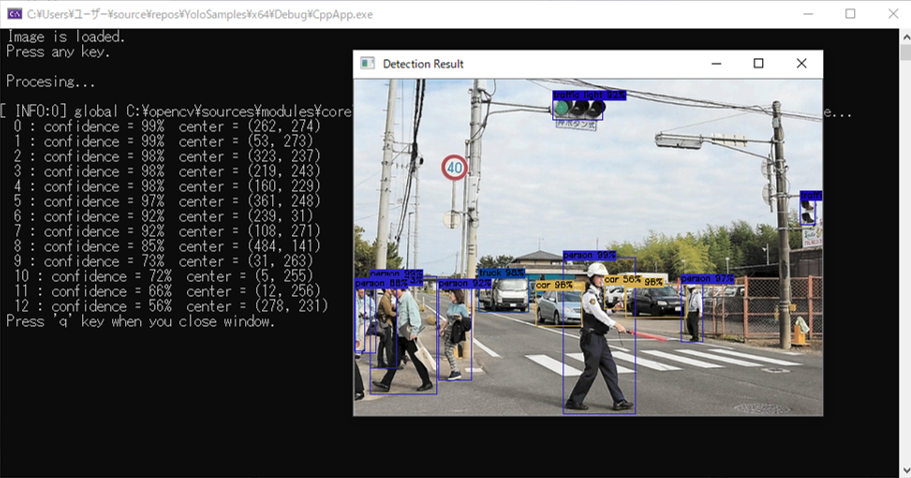 C:¥Users¥ユーザー¥source¥repos¥YoloSamples¥x64¥Debug¥CppApp.exe
Image is loaded.
Press any key.
Procesing...
[ INFO:0] global C:¥opencv¥sources¥modules¥core
e...
0 : confidence = 99% center = (262, 274)
1 : confidence = 99% center = (53, 273)
2 : confidence = 98% center = (323, 237)
3 : confidence = 98% center = (219, 243)
4 : confidence = 98% center = (160, 229)
5 : confidence = 97% center = (361, 248)
6 : confidence = 92% center = (239, 31)
7 : confidence = 92% center = (108, 271)
8 : confidence = 85% center = (484, 141)
9 : confidence = 73% center = (31, 263)
10 : confidence = 72% center = (5, 255)
11 : confidence = 66% center = (12, 256)
12 : confidence = 56% center = (278, 231)
Press 'q' key when you close window.
Detection Result
traffic light 92%
押ボタン式
40
person 99%
person 99%
person 66%
person 92%
truck 98%
car 98%
car 56%
98%
person 97%